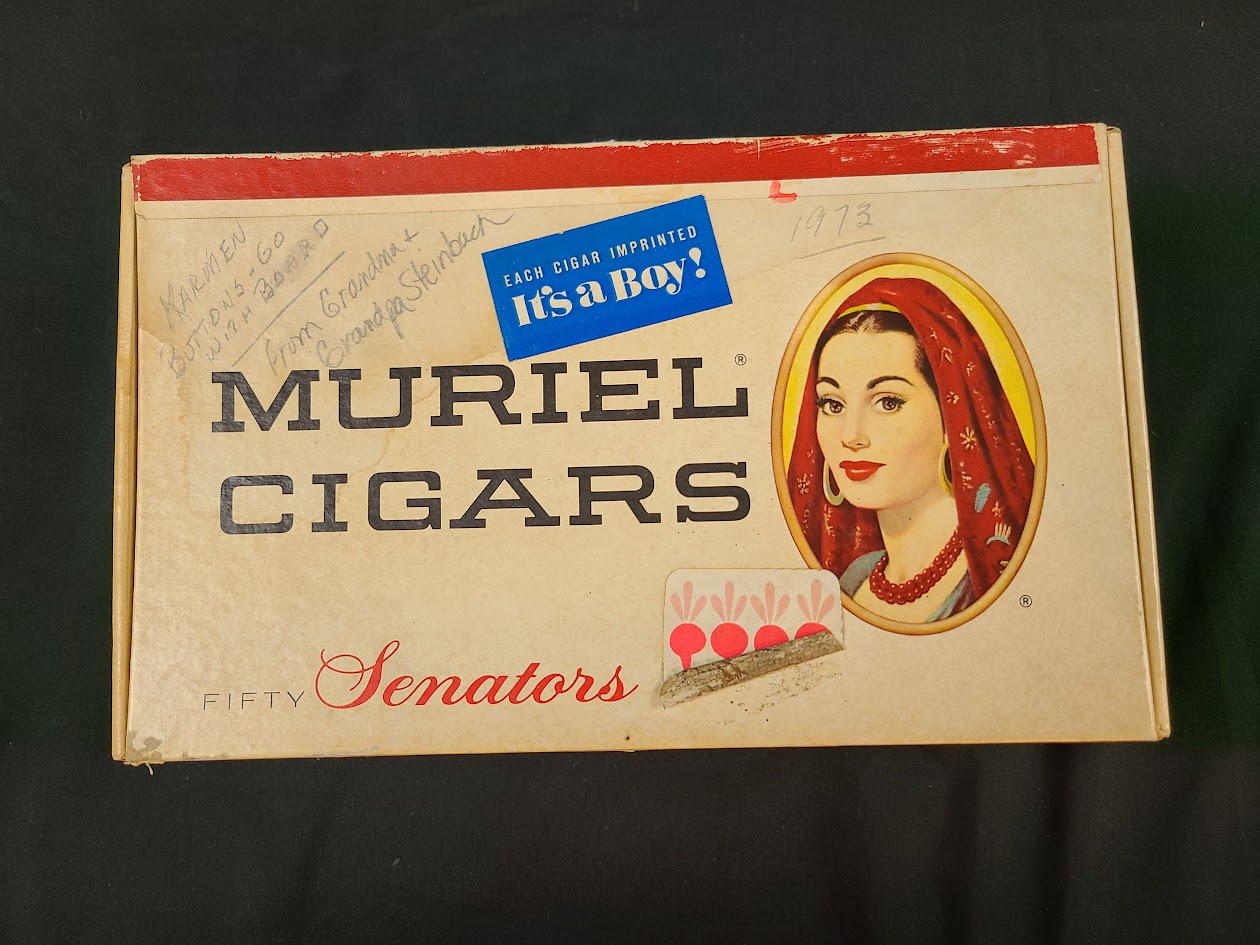 KARMEN
BUTTONS-GO
WITH BOARD
From Grandma +
Grandpa Steinbach
EACH CIGAR IMPRINTED
It's a Boy!
L
1973
MURIEL®
CIGARS
®
FIFTY Senators